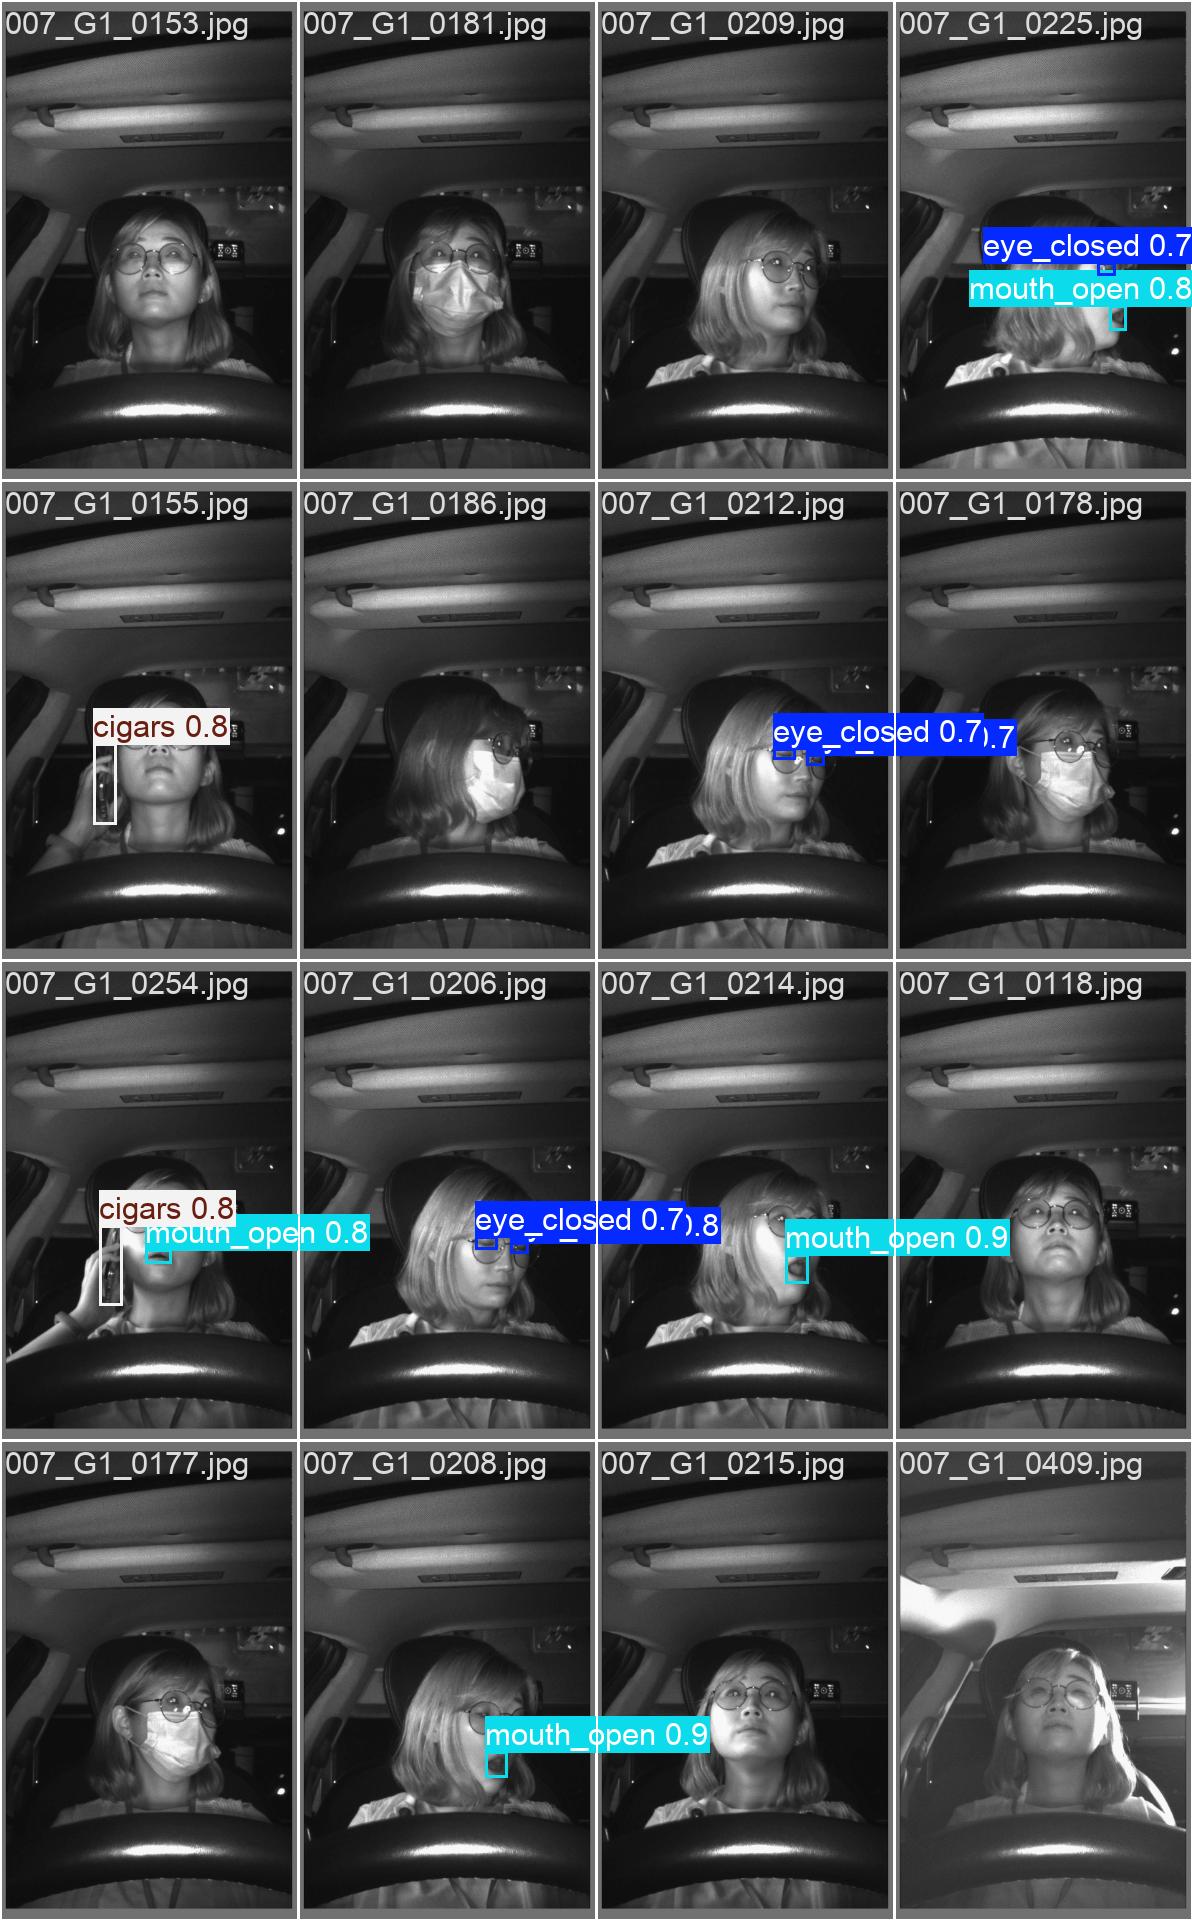 007_G1_0153.jpg
007_G1_0181.jpg
007_G1_0209.jpg
007_G1_0225.jpg
eye_closed 0.7
mouth_open 0.8
007_G1_0155.jpg
007_G1_0186.jpg
007_G1_0212.jpg
007_G1_0178.jpg
cigars 0.8
eye_closed 0.7
.7
007_G1_0254.jpg
007_G1_0206.jpg
007_G1_0214.jpg
007_G1_0118.jpg
cigars 0.8
mouth_open 0.8
eye_closed 0.7
.8
mouth_open 0.9
007_G1_0177.jpg
007_G1_0208.jpg
007_G1_0215.jpg
007_G1_0409.jpg
mouth_open 0.9